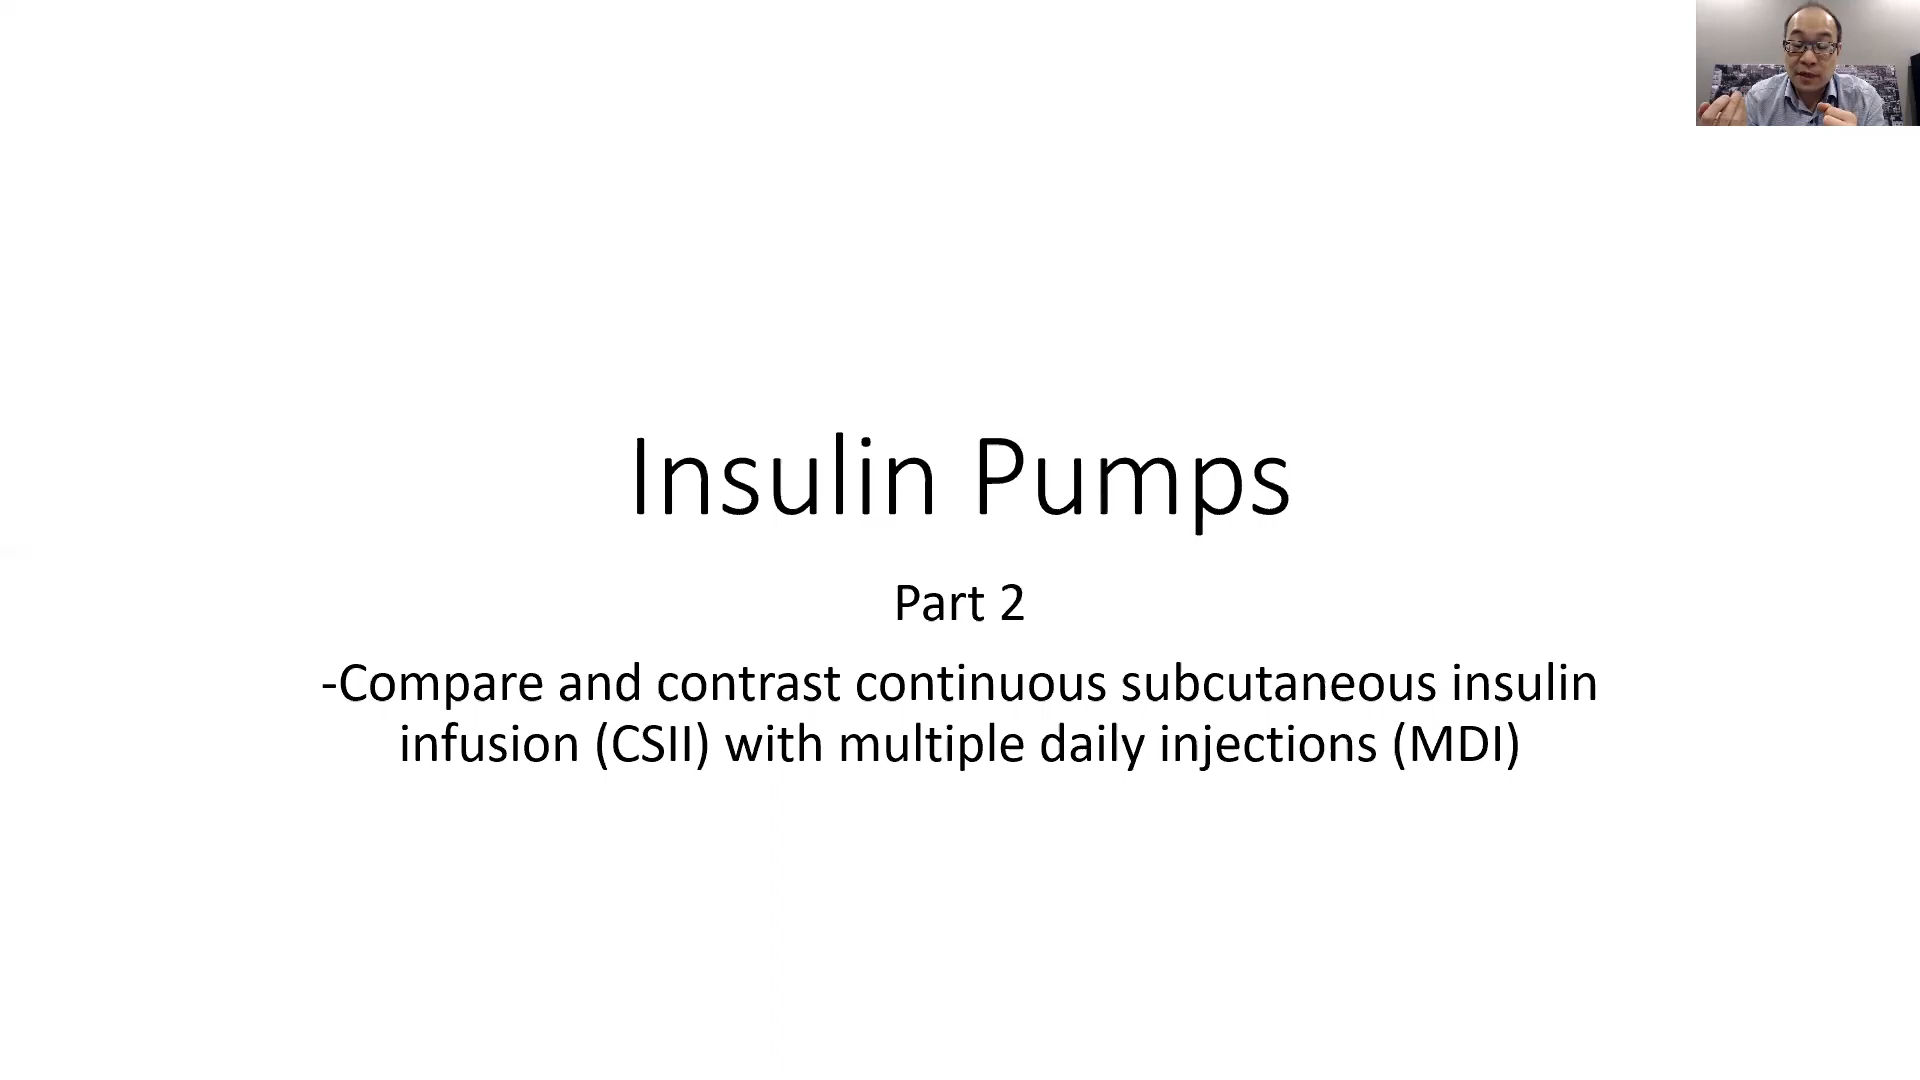 Insulin Pumps
Part 2
-Compare and contrast continuous subcutaneous insulin
infusion (CSII) with multiple daily injections (MDI)